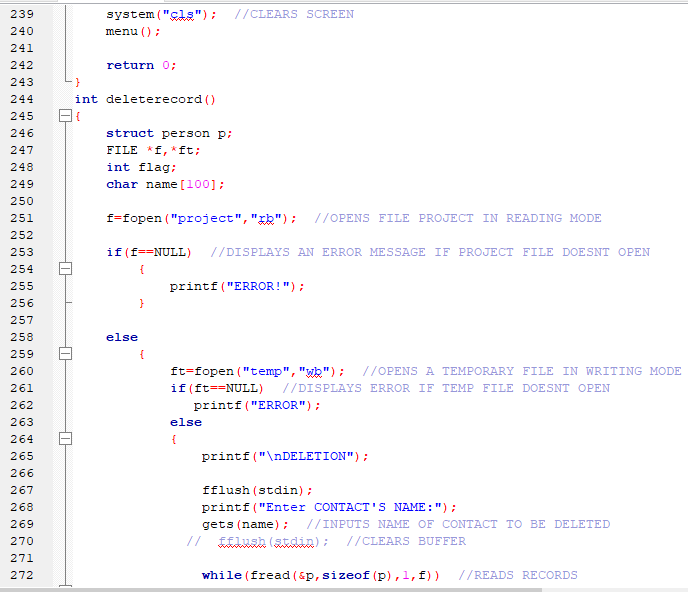 239 system("cls"); //CLEARS SCREEN
240 menu();
241
242 return 0;
243 }
244 int deleterecord()
245 {
246 struct person p;
247 FILE *f,*ft;
248 int flag;
249 char name[100];
250
251 f=fopen("project","rb"); //OPENS FILE PROJECT IN READING MODE
252
253 if(f==NULL) //DISPLAYS AN ERROR MESSAGE IF PROJECT FILE DOESNT OPEN
254 {
255 printf("ERROR!");
256 }
257
258 else
259 {
260 ft=fopen("temp","wb"); //OPENS A TEMPORARY FILE IN WRITING MODE
261 if(ft==NULL) //DISPLAYS ERROR IF TEMP FILE DOESNT OPEN
262 printf("ERROR");
263 else
264 {
265 printf("\nDELETION");
266
267 fflush(stdin);
268 printf("Enter CONTACT'S NAME:");
269 gets(name); //INPUTS NAME OF CONTACT TO BE DELETED
270 // fflush(stdin); //CLEARS BUFFER
271
272 while(fread(&p,sizeof(p),1,f)) //READS RECORDS